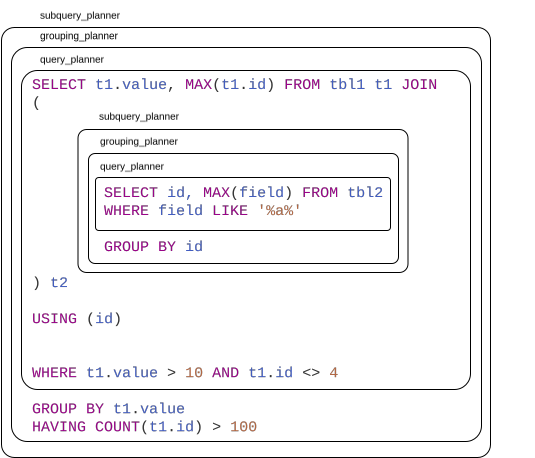 subquery_planner
grouping_planner
query_planner
SELECT t1.value, MAX(t1.id) FROM tbl1 t1 JOIN
(
subquery_planner
grouping_planner
query_planner
SELECT id, MAX(field) FROM tbl2
WHERE field LIKE '%a%'
GROUP BY id
) t2
USING (id)
WHERE t1.value > 10 AND t1.id <> 4
GROUP BY t1.value
HAVING COUNT(t1.id) > 100